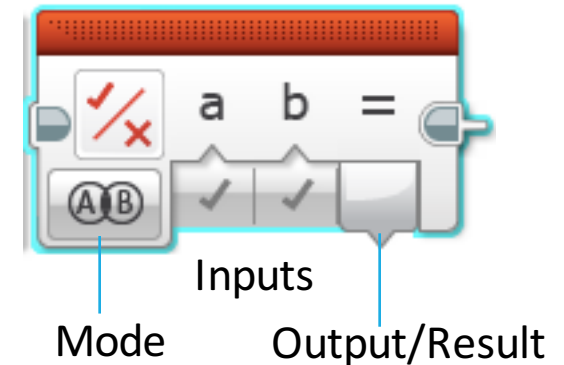 a b =
A B
Inputs
Mode Output/Result